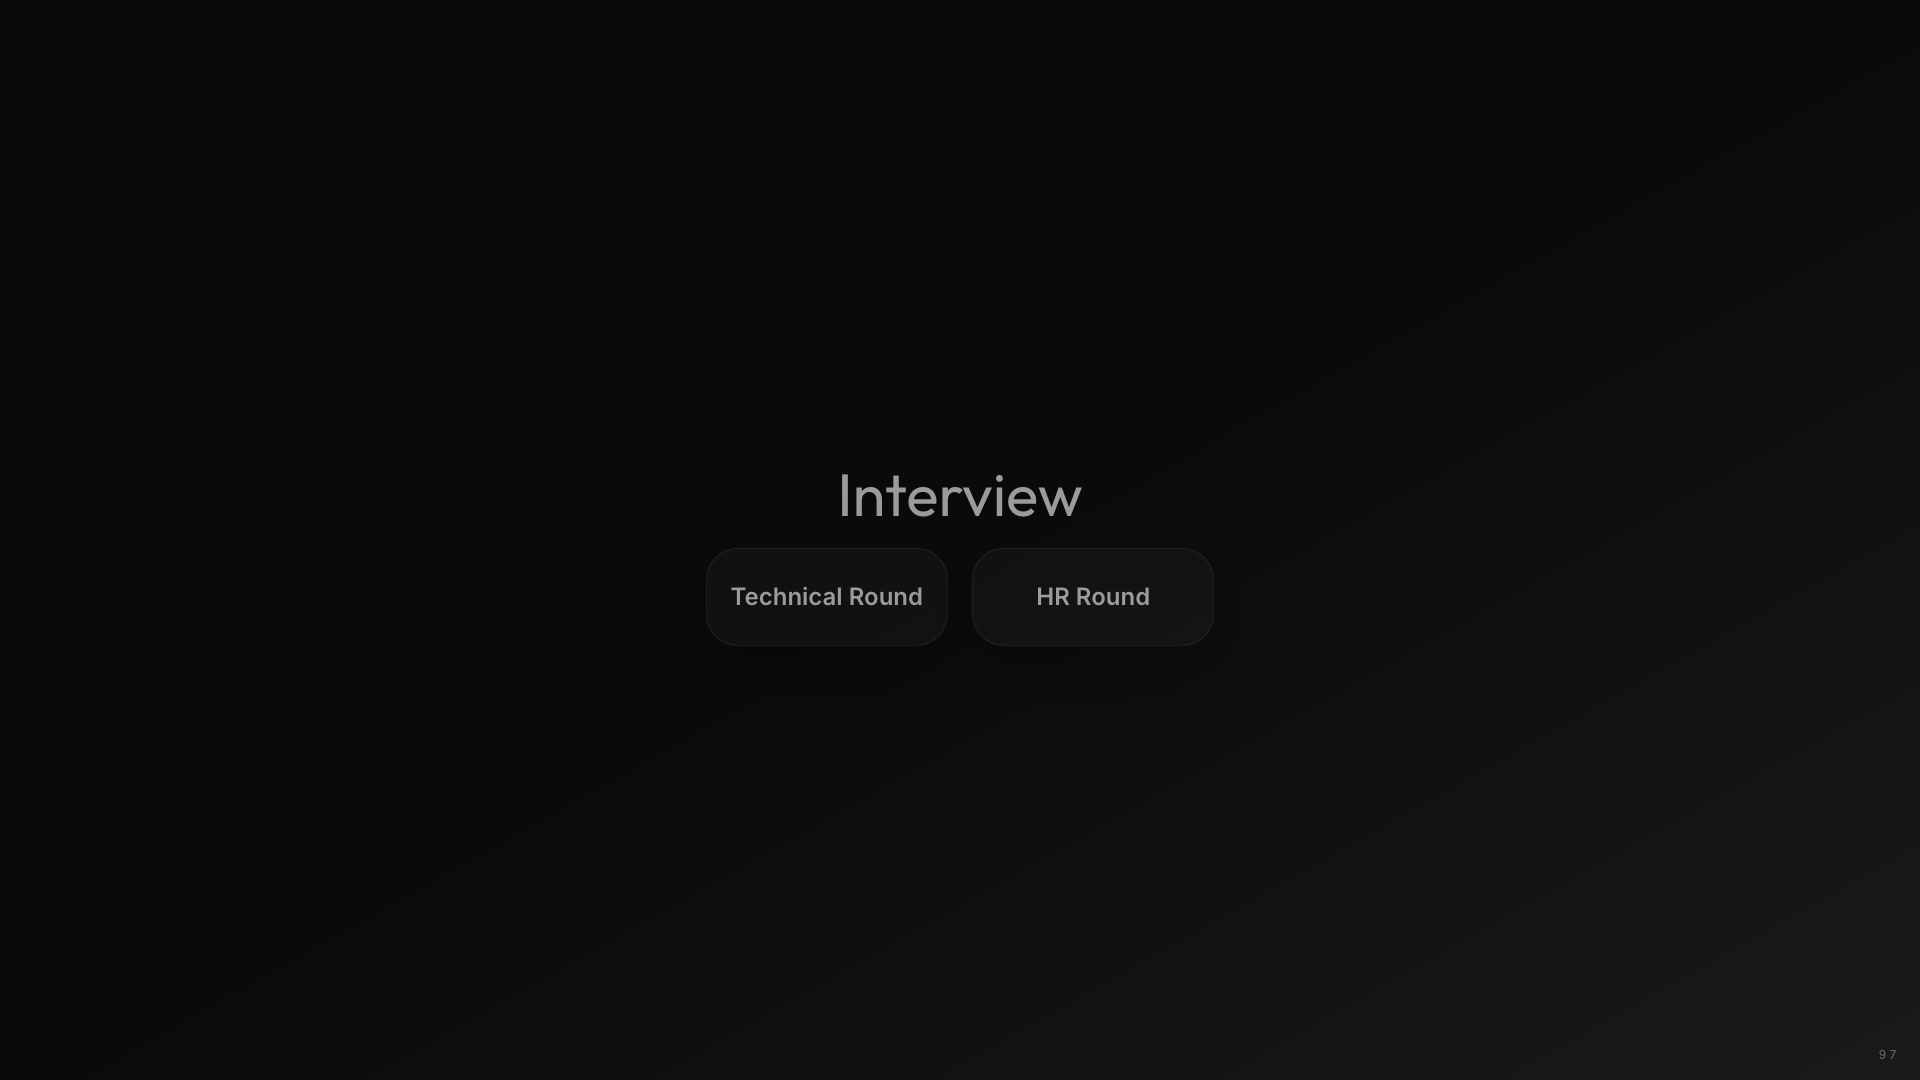 Interview
Technical Round
HR Round
97